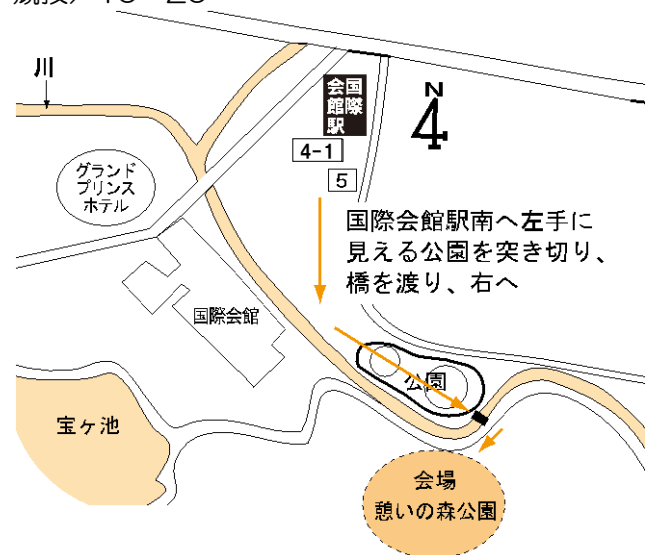 川
国際
会館
駅
N
4-1
5
グランド
プリンス
ホテル
国際会館駅南へ左手に
見える公園を突き切り、
橋を渡り、右へ
国際会館
公園
宝ヶ池
会場
憩いの森公園